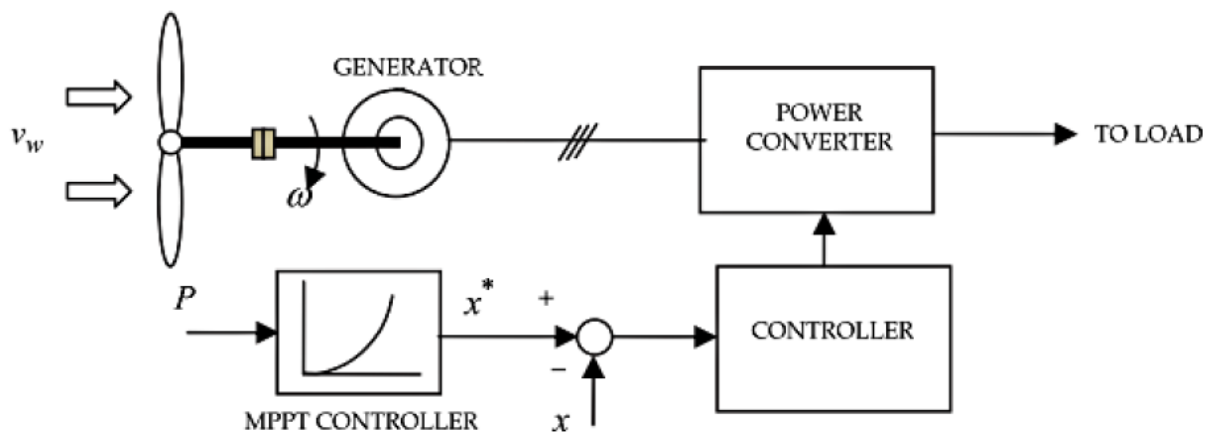 GENERATOR
v_w
ω
POWER
CONVERTER
TO LOAD
P
x*
+
−
x
MPPT CONTROLLER
CONTROLLER